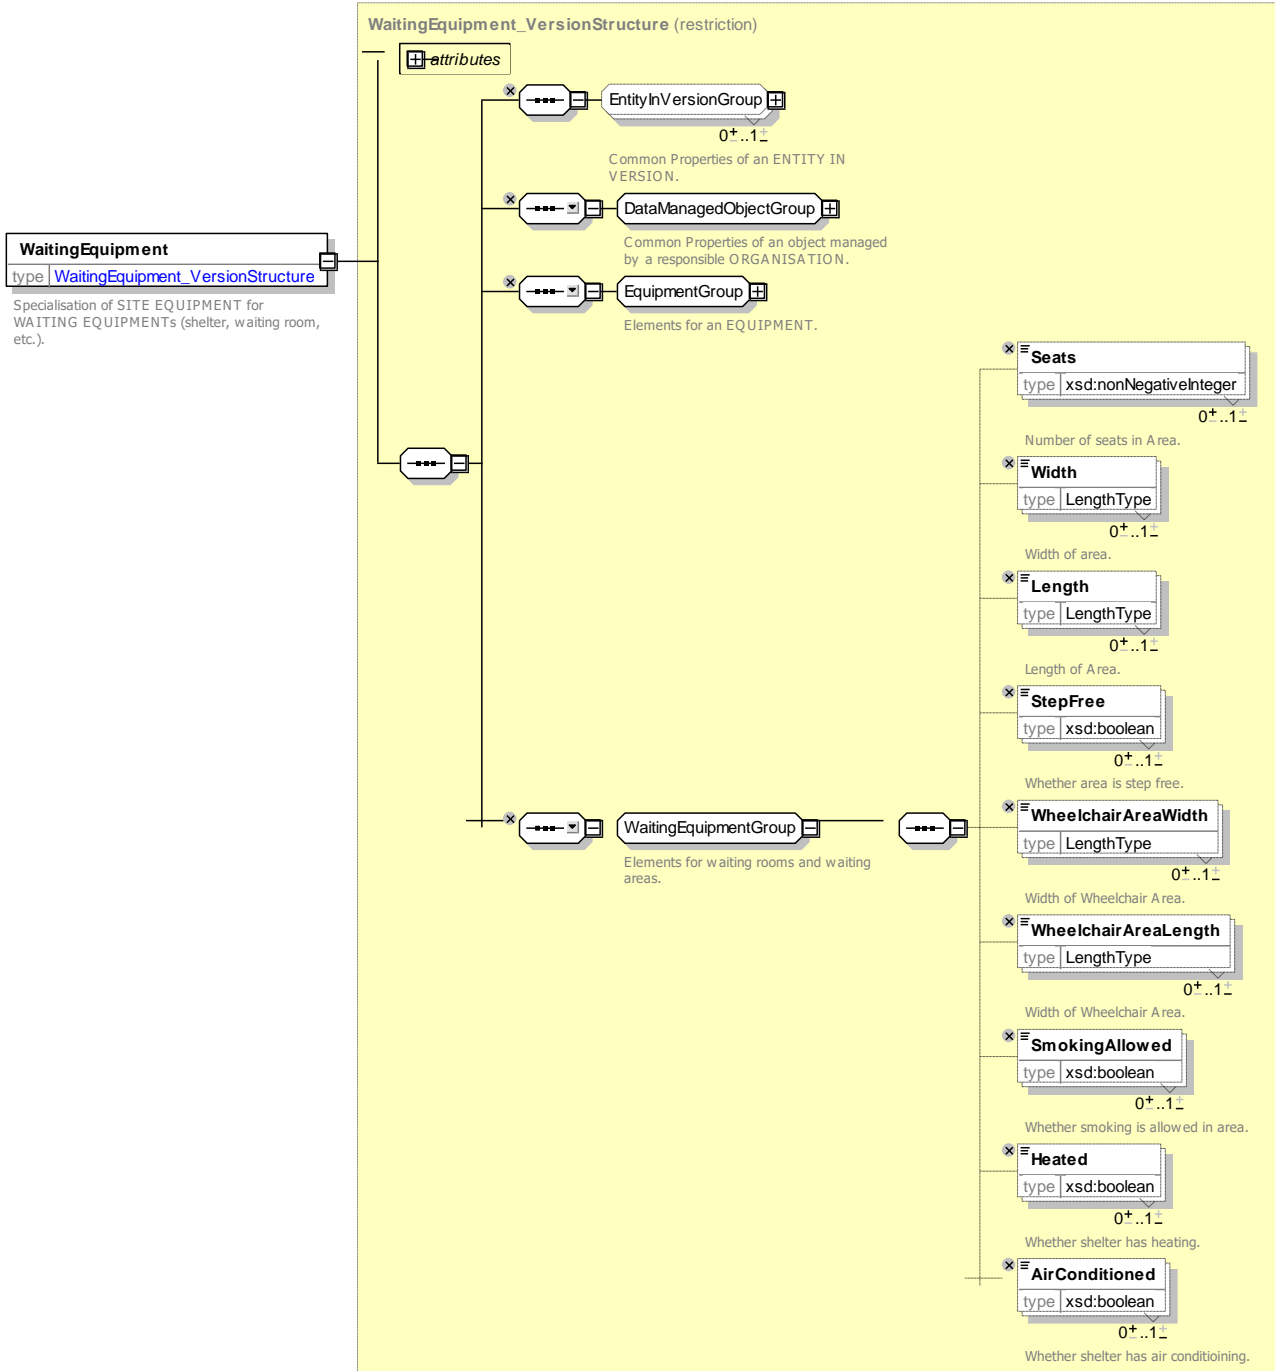 WaitingEquipment_VersionStructure (restriction)
attributes
EntityInVersionGroup
0..1
Common Properties of an ENTITY IN
VERSION.
DataManagedObjectGroup
Common Properties of an object managed
by a responsible ORGANISATION.
WaitingEquipment
type WaitingEquipment_VersionStructure
Specialisation of SITE EQUIPMENT for
WAITING EQUIPMENTs (shelter, waiting room,
etc.).
EquipmentGroup
Elements for an EQUIPMENT.
Seats
type xsd:nonNegativeInteger
0..1
Number of seats in Area.
Width
type LengthType
0..1
Width of area.
Length
type LengthType
0..1
Length of Area.
StepFree
type xsd:boolean
0..1
Whether area is step free.
WaitingEquipmentGroup
Elements for waiting rooms and waiting
areas.
WheelchairAreaWidth
type LengthType
0..1
Width of Wheelchair Area.
WheelchairAreaLength
type LengthType
0..1
Width of Wheelchair Area.
SmokingAllowed
type xsd:boolean
0..1
Whether smoking is allowed in area.
Heated
type xsd:boolean
0..1
Whether shelter has heating.
AirConditioned
type xsd:boolean
0..1
Whether shelter has air conditioining.